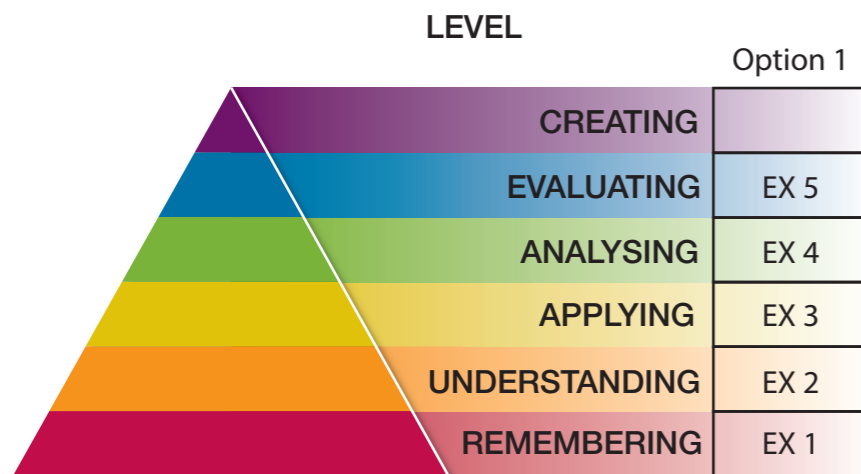 LEVEL
Option 1
CREATING
EVALUATING EX 5
ANALYSING EX 4
APPLYING EX 3
UNDERSTANDING EX 2
REMEMBERING EX 1